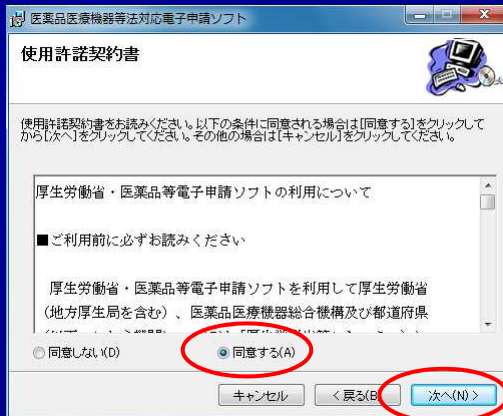 医薬品医療機器等法対応電子申請ソフト
使用許諾契約書
使用許諾契約書をお読みください。以下の条件に同意される場合は[同意する]をクリックして
から[次へ]をクリックしてください。その他の場合は[キャンセル]をクリックしてください。
厚生労働省・医薬品等電子申請ソフトの利用について
■ご利用前に必ずお読みください
厚生労働省・医薬品等電子申請ソフトを利用して厚生労働省
（地方厚生局を含む）、医薬品医療機器総合機構及び都道府県
同意しない(D)
同意する(A)
キャンセル
< 戻る(B
次へ(N) >